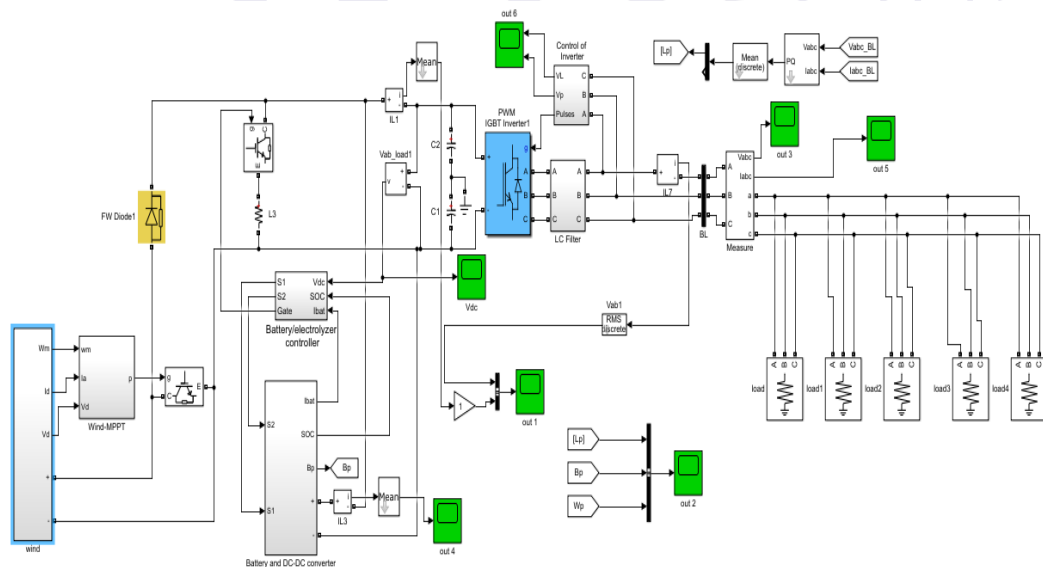 out 6
Control of
Inverter
VL
Vp
Pulses
C
B
A
[Lp]
Mean
(discrete)
PQ
Vabc
Iabc
Vabc_BL
Iabc_BL
Mean
i
+
-
IL1
g
C
E
L3
FW Diode1
Vab_load1
v
+
-
C2
C1
PWM
IGBT Inverter1
g
+
-
A
B
C
A
B
C
A
B
C
LC Filter
i
+
-
IL7
BL
A
B
C
Vabc
Iabc
a
b
c
Measure
out 3
out 5
Vdc
S1
S2
Gate
Vdc
SOC
Ibat
Battery/electrolyzer
controller
Vab1
RMS
discrete
1
out 1
Wm
Id
Vd
+
-
wind
wm
Ia
Vd
p
Wind-MPPT
g
C
E
S2
S1
Ibat
SOC
Bp
+
-
Bp
i
+
-
IL3
Mean
out 4
Battery and DC-DC converter
[Lp]
Bp
Wp
out 2
A
B
C
load
A
B
C
load1
A
B
C
load2
A
B
C
load3
A
B
C
load4